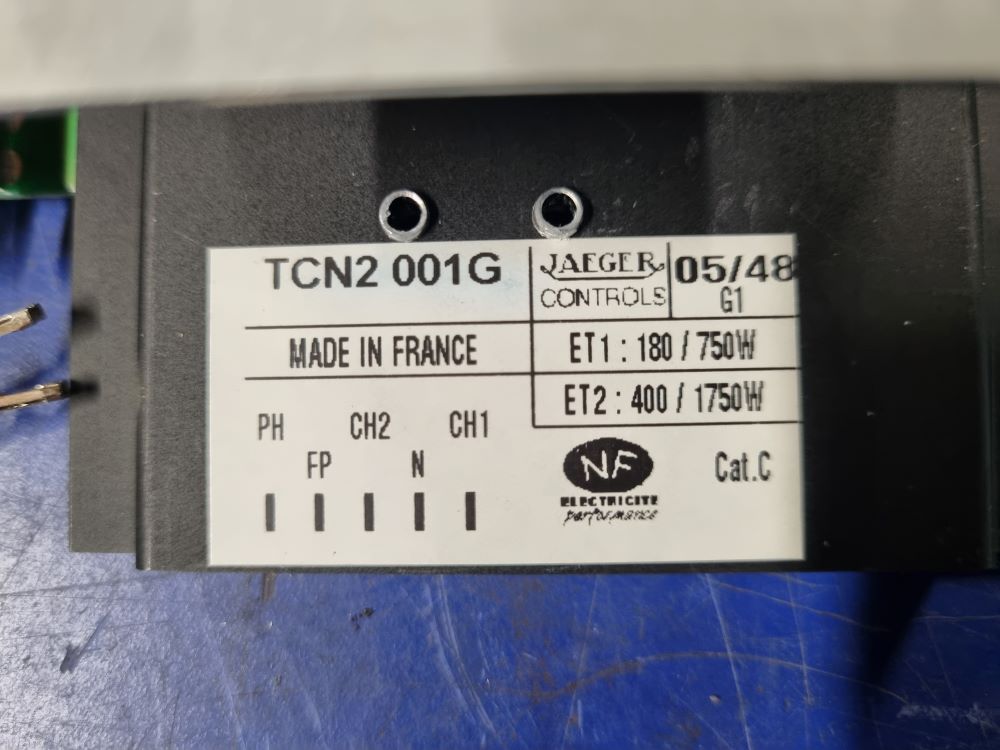 TCN2 001G
JAEGER
CONTROLS
05/48
G1
MADE IN FRANCE
ET1 : 180 / 750W
ET2 : 400 / 1750W
PH CH2 CH1
FP N
NF
ELECTRICITE
performance
Cat.C